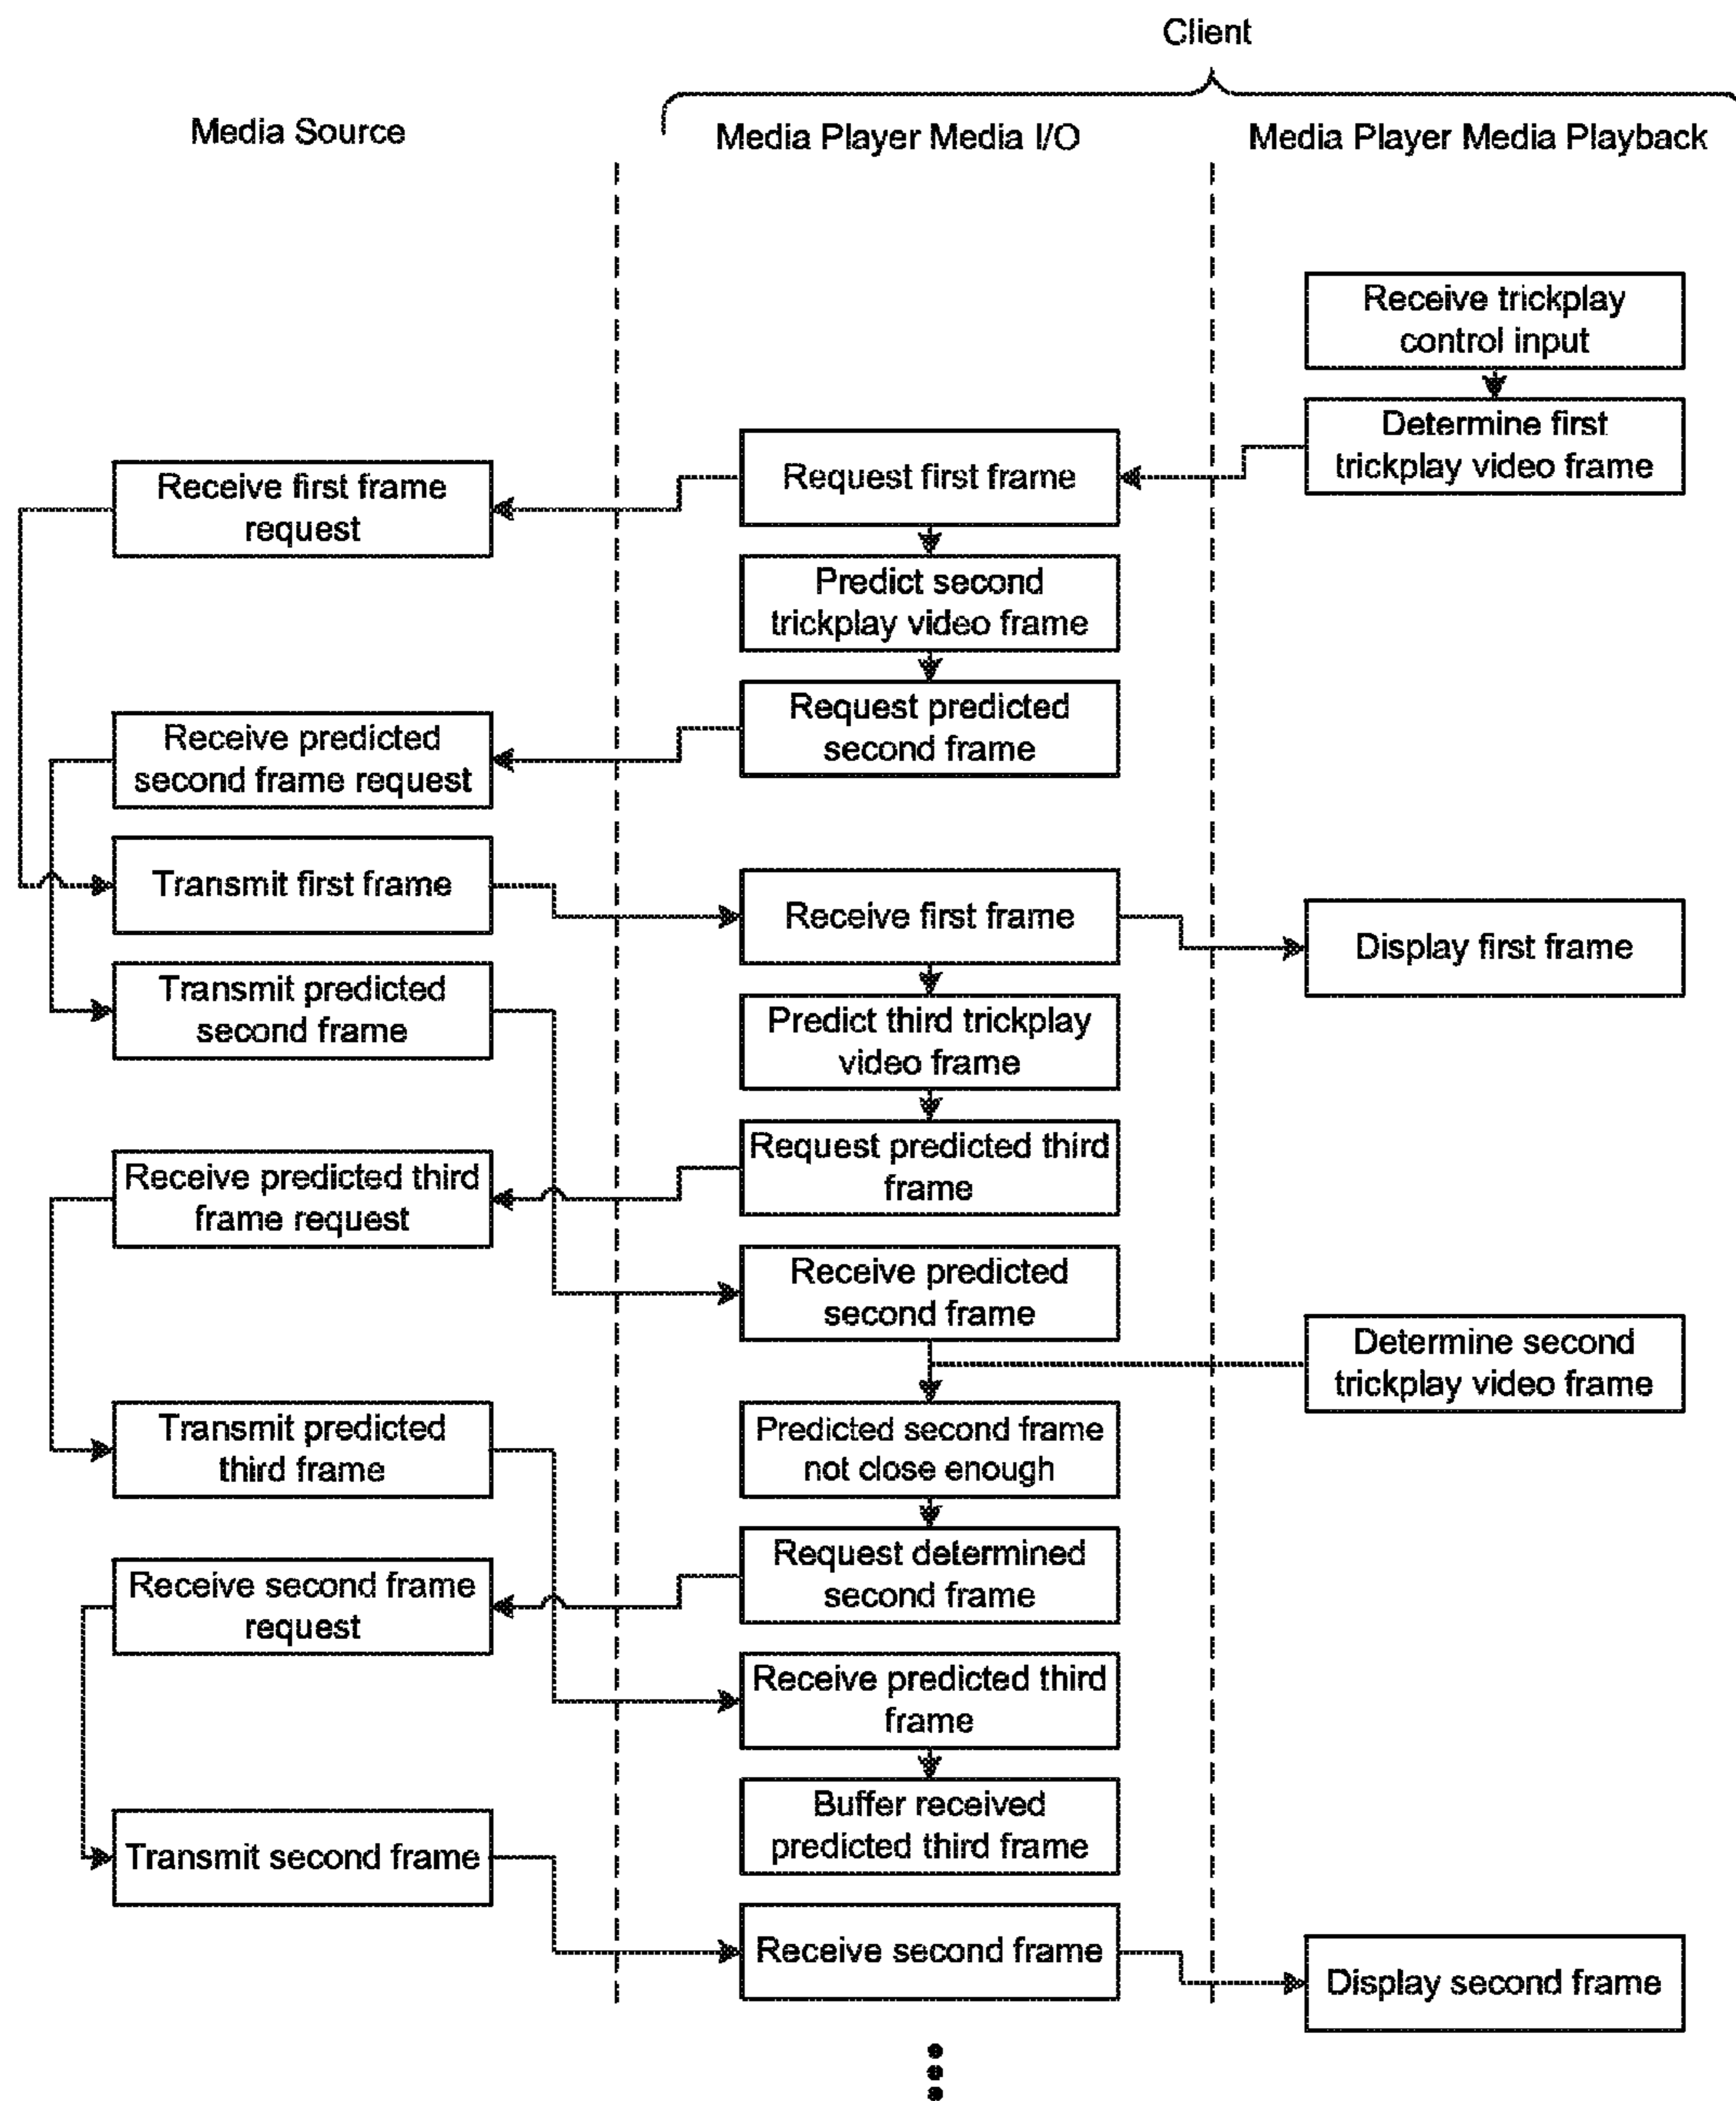 Client
Media Source
Media Player Media I/O
Media Player Media Playback
Receive trickplay
control input
Determine first
trickplay video frame
Request first frame
Receive first frame
request
Predict second
trickplay video frame
Request predicted
second frame
Receive predicted
second frame request
Transmit first frame
Receive first frame
Display first frame
Transmit predicted
second frame
Predict third trickplay
video frame
Request predicted third
frame
Receive predicted third
frame request
Receive predicted
second frame
Determine second
trickplay video frame
Transmit predicted
third frame
Predicted second frame
not close enough
Request determined
second frame
Receive second frame
request
Receive predicted third
frame
Buffer received
predicted third frame
Transmit second frame
Receive second frame
Display second frame